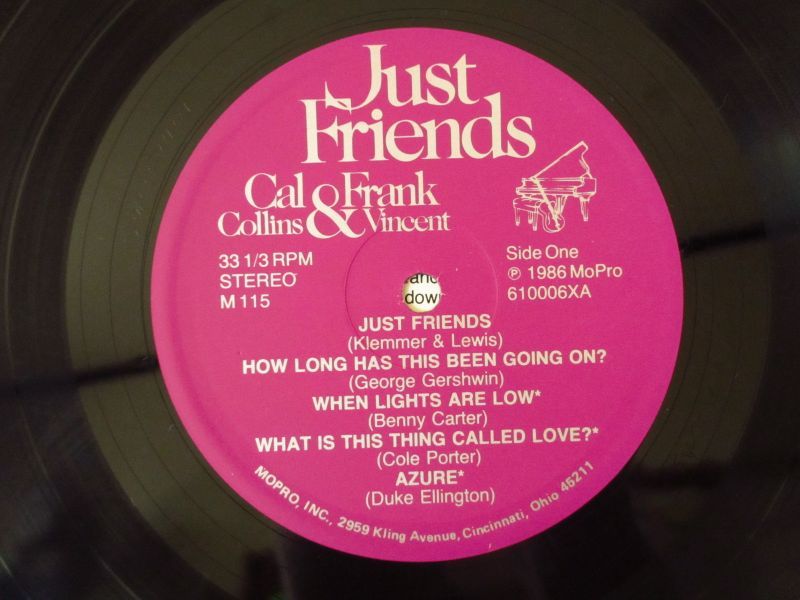 Just
Friends
Cal & Frank
Collins Vincent
33 1/3 RPM
STEREO
M 115
Side One
℗ 1986 MoPro
610006XA
and
down
JUST FRIENDS
(Klemmer & Lewis)
HOW LONG HAS THIS BEEN GOING ON?
(George Gershwin)
WHEN LIGHTS ARE LOW*
(Benny Carter)
WHAT IS THIS THING CALLED LOVE?*
(Cole Porter)
AZURE*
(Duke Ellington)
MOPRO, INC., 2959 Kling Avenue, Cincinnati, Ohio 45211